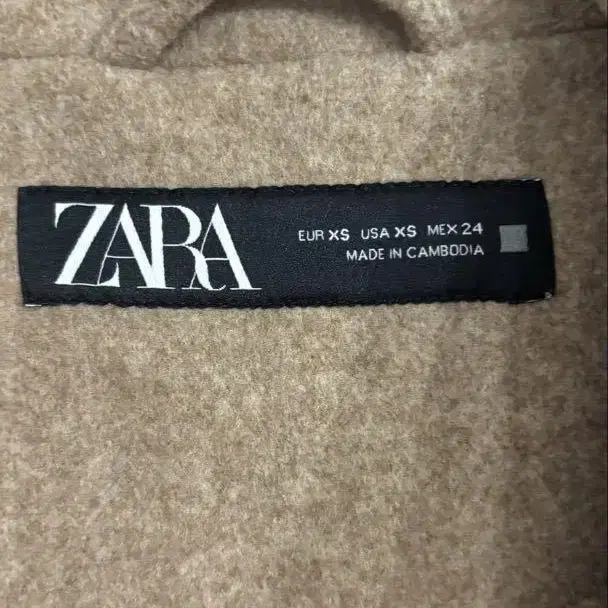 ZARA
EUR XS USA XS MEX 24
MADE IN CAMBODIA